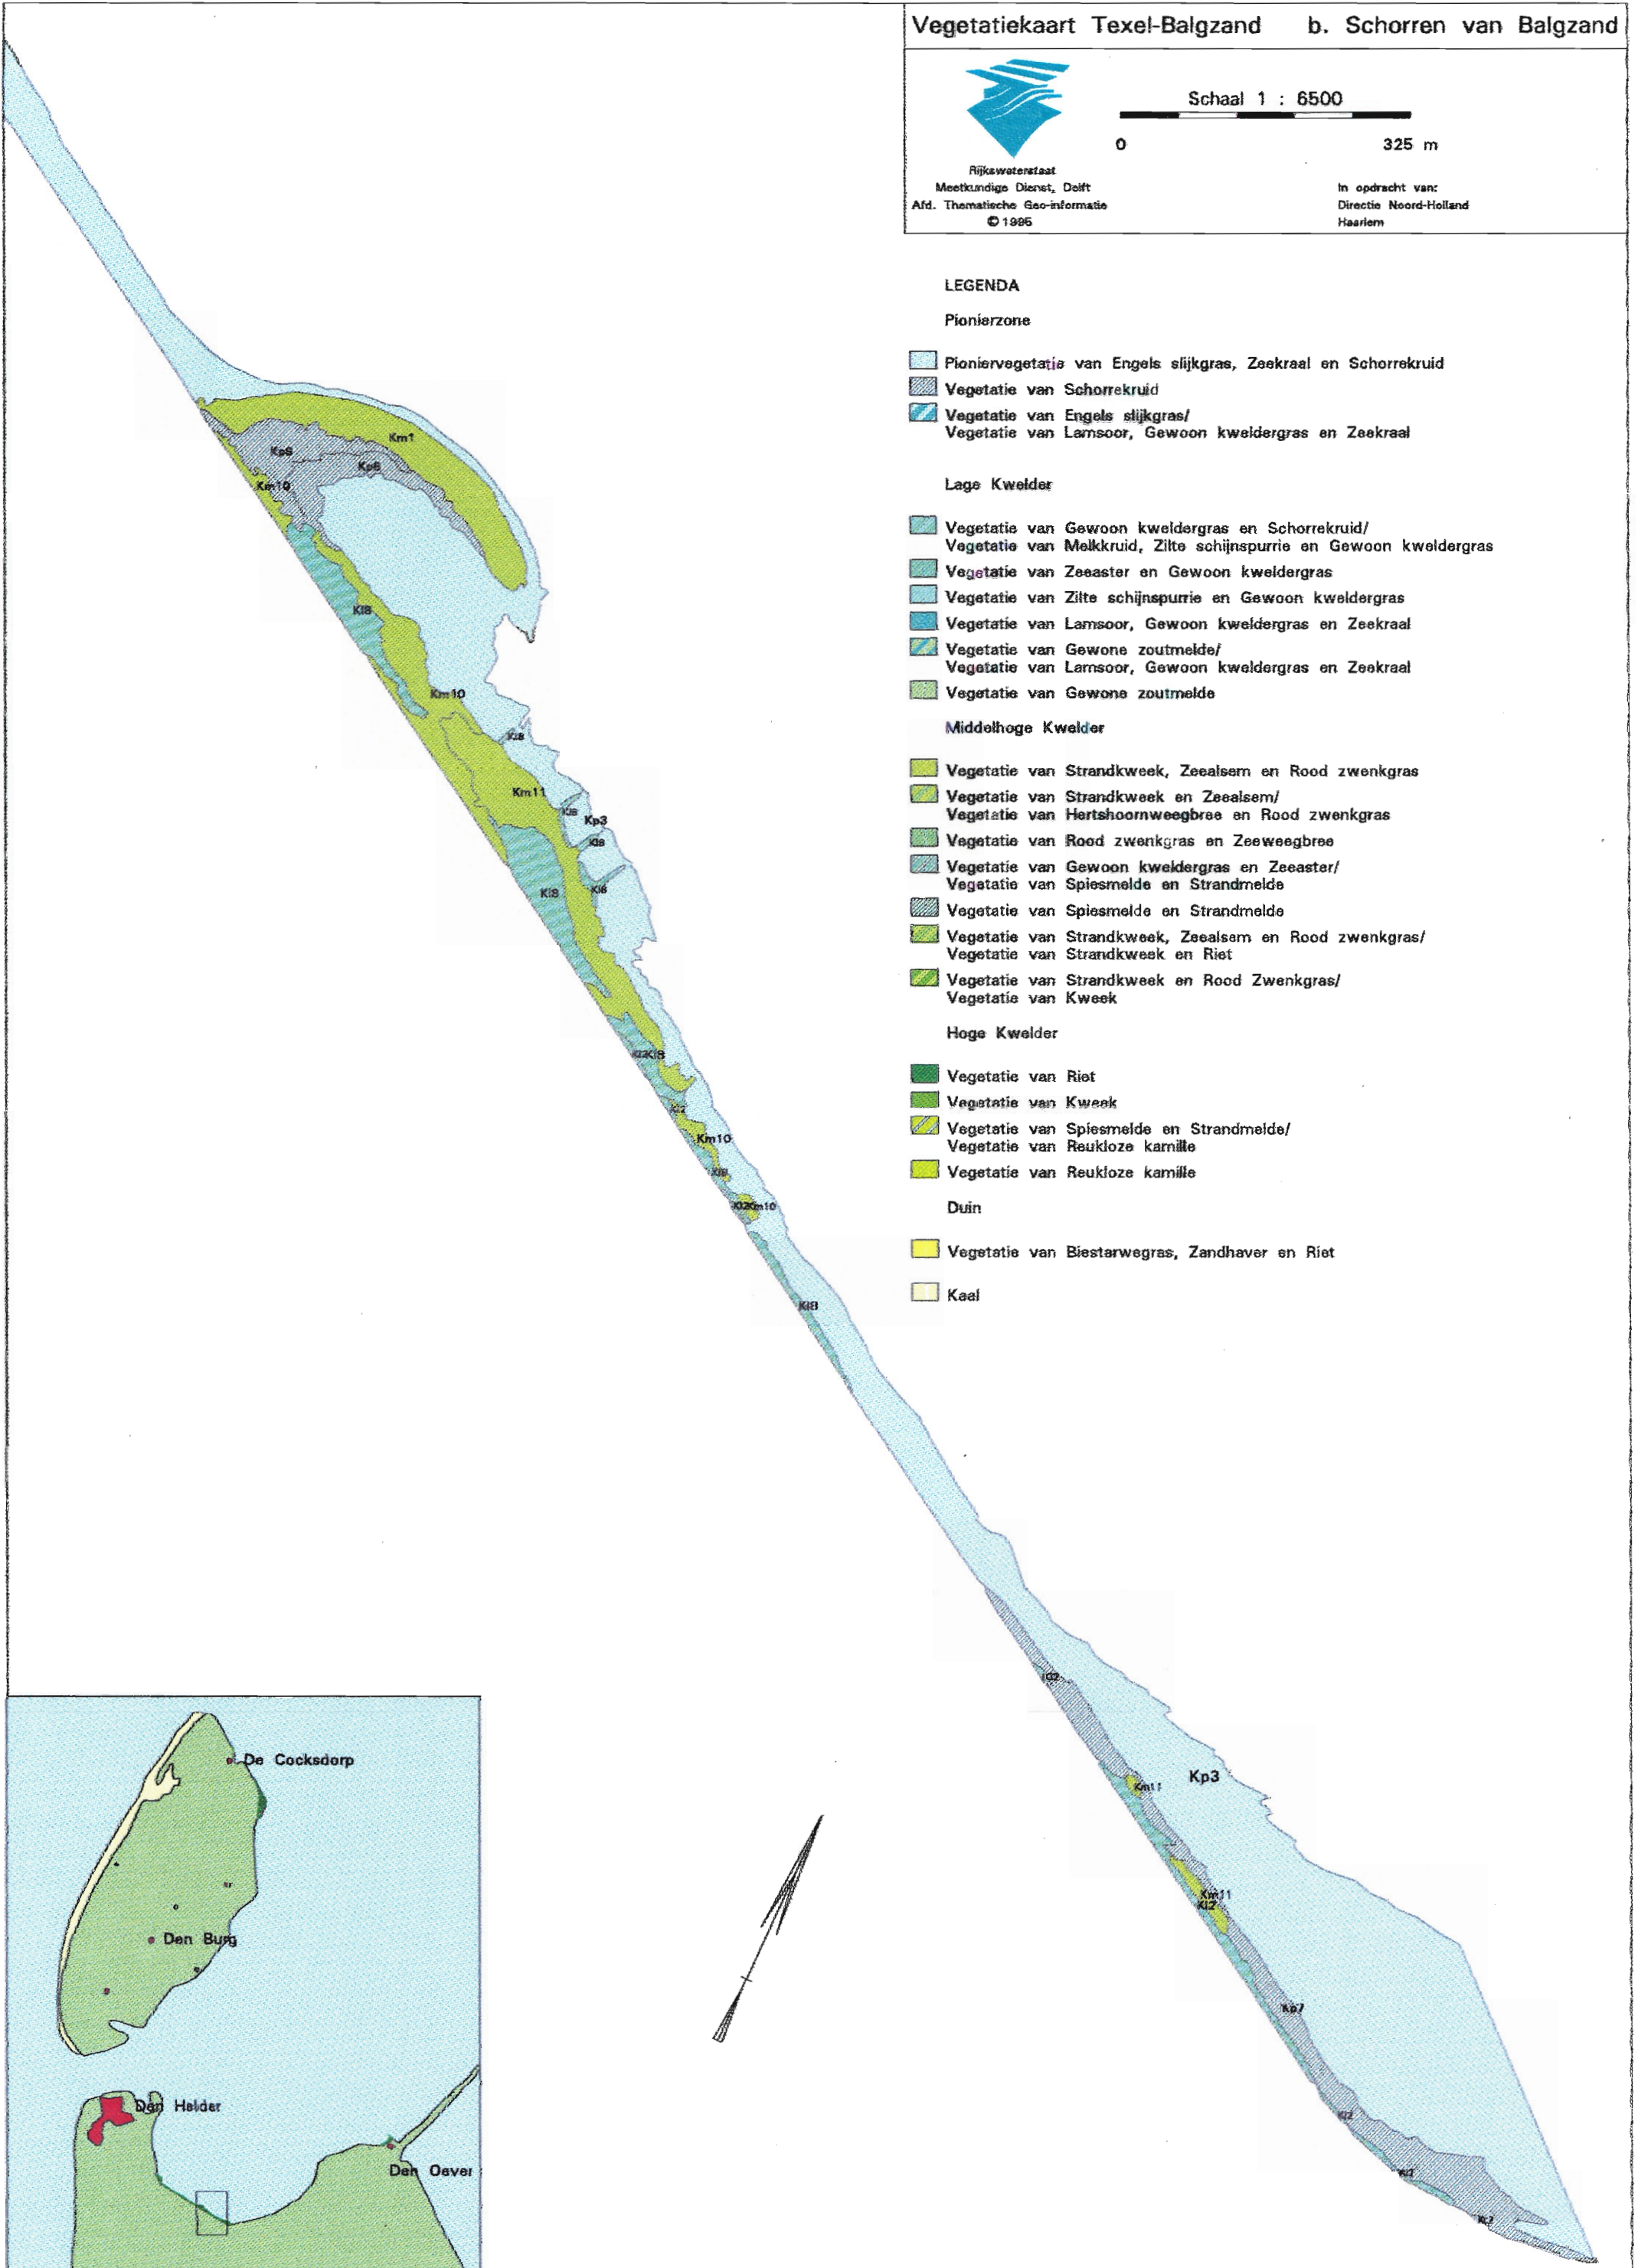 Vegetatiekaart Texel-Balgzand b. Schorren van Balgzand
Schaal 1 : 6500
0 325 m
Rijkswaterstaat
Meetkundige Dienst, Delft
Afd. Thematische Geo-informatie
© 1995
In opdracht van:
Directie Noord-Holland
Haarlem
LEGENDA
Pionierzone
Pioniervegetatie van Engels slijkgras, Zeekraal en Schorrekruid
Vegetatie van Schorrekruid
Vegetatie van Engels slijkgras/
Vegetatie van Lamsoor, Gewoon kweldergras en Zeekraal
Lage Kwelder
Vegetatie van Gewoon kweldergras en Schorrekruid/
Vegetatie van Melkkruid, Zilte schijnspurrie en Gewoon kweldergras
Vegetatie van Zeeaster en Gewoon kweldergras
Vegetatie van Zilte schijnspurrie en Gewoon kweldergras
Vegetatie van Lamsoor, Gewoon kweldergras en Zeekraal
Vegetatie van Gewone zoutmelde/
Vegetatie van Lamsoor, Gewoon kweldergras en Zeekraal
Vegetatie van Gewone zoutmelde
Middelhoge Kwelder
Vegetatie van Strandkweek, Zeealsem en Rood zwenkgras
Vegetatie van Strandkweek en Zeealsem/
Vegetatie van Hertshoornweegbree en Rood zwenkgras
Vegetatie van Rood zwenkgras en Zeeweegbree
Vegetatie van Gewoon kweldergras en Zeeaster/
Vegetatie van Spiesmelde en Strandmelde
Vegetatie van Spiesmelde en Strandmelde
Vegetatie van Strandkweek, Zeealsem en Rood zwenkgras/
Vegetatie van Strandkweek en Riet
Vegetatie van Strandkweek en Rood Zwenkgras/
Vegetatie van Kweek
Hoge Kwelder
Vegetatie van Riet
Vegetatie van Kweek
Vegetatie van Spiesmelde en Strandmelde/
Vegetatie van Reukloze kamille
Vegetatie van Reukloze kamille
Duin
Vegetatie van Biestarwegras, Zandhaver en Riet
Kaal
Km1
Km10
Kl8
Km10
Kl8
Km11
Kl8
Kp3
Kl8
Kl8
Kl8
Kl2
Km10
Kl8
Km10
Kl8
Km11
Kp3
Km11
Kl2
Kp7
Kl2
Kl2
Kl2
De Cocksdorp
Den Burg
Den Helder
Den Oever